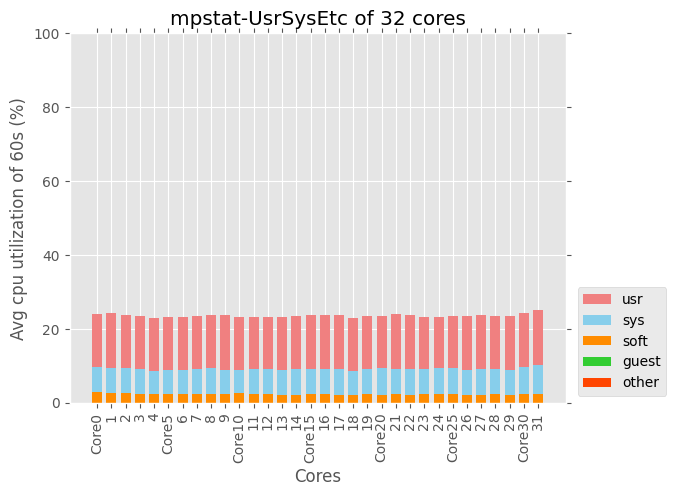 mpstat-UsrSysEtc of 32 cores
100
80
60
40
20
0
Avg cpu utilization of 60s (%)
Core0
1
2
3
4
Core5
6
7
8
9
Core10
11
12
13
14
Core15
16
17
18
19
Core20
21
22
23
24
Core25
26
27
28
29
Core30
31
Cores
usr
sys
soft
guest
other